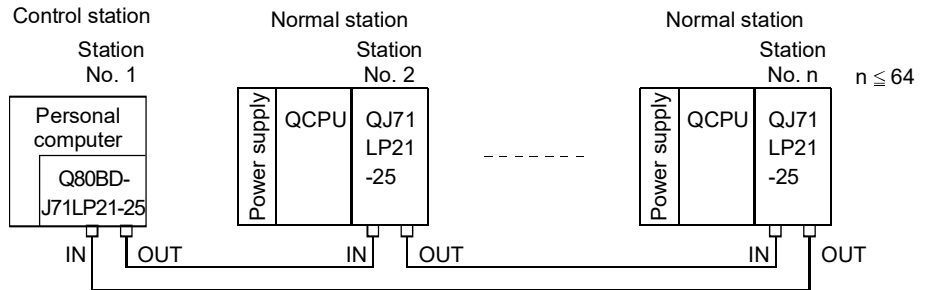 Control station
Station
No. 1
Personal
computer
Q80BD-
J71LP21-25
IN
OUT
Normal station
Station
No. 2
Power supply
QCPU
QJ71
LP21
-25
IN
OUT
Normal station
Station
No. n
n ≦ 64
Power supply
QCPU
QJ71
LP21
-25
IN
OUT